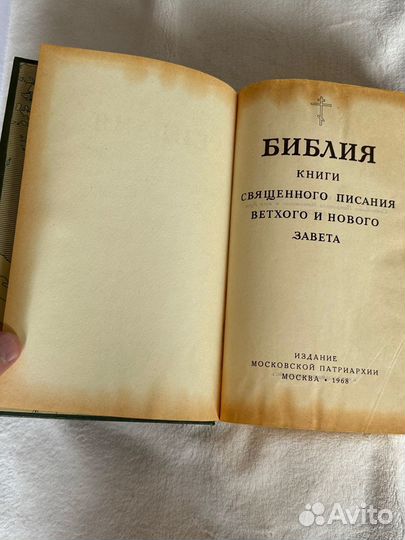 БИБЛИЯ
КНИГИ
СВЯЩЕННОГО ПИСАНИЯ
ВЕТХОГО И НОВОГО
ЗАВЕТА
ИЗДАНИЕ
МОСКОВСКОЙ ПАТРИАРХИИ
МОСКВА • 1968
Avito